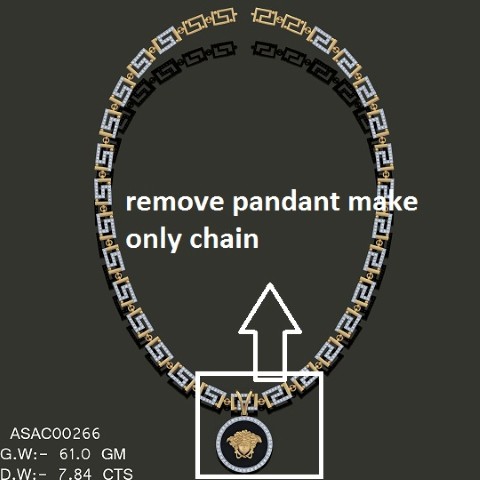 remove pandant make
only chain
ASAC00266
G.W:- 61.0 GM
D.W:- 7.84 CTS